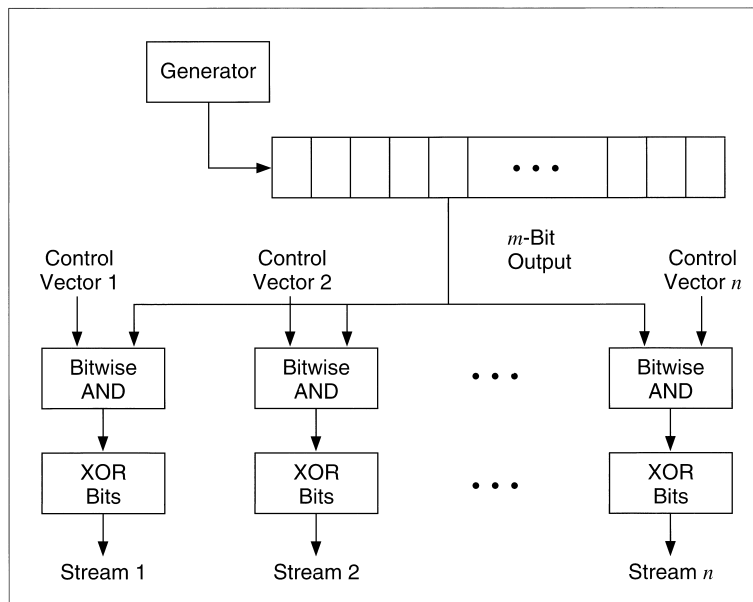 Generator
m-Bit
Output
Control
Vector 1
Control
Vector 2
Control
Vector n
Bitwise
AND
Bitwise
AND
Bitwise
AND
XOR
Bits
XOR
Bits
XOR
Bits
Stream 1
Stream 2
Stream n